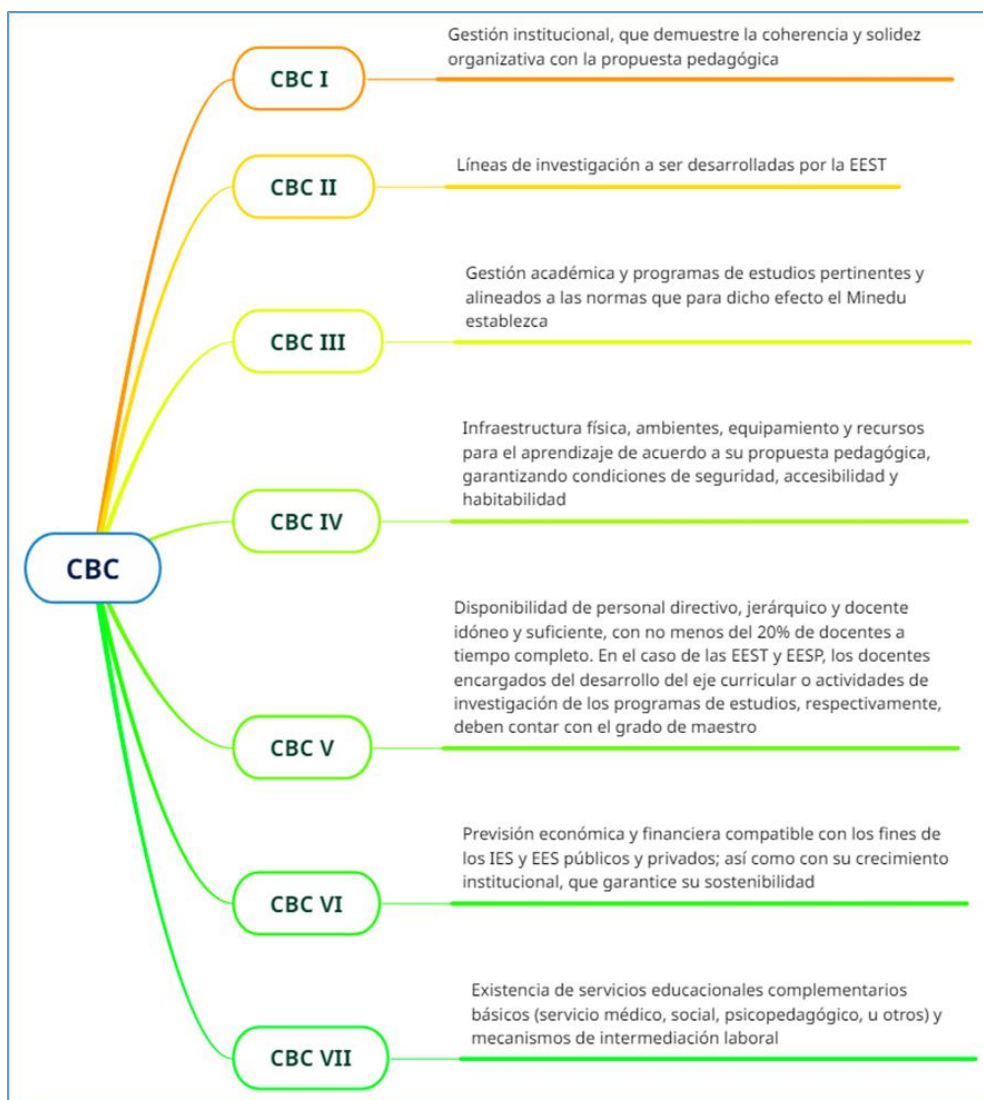 Gestión institucional, que demuestre la coherencia y solidez
organizativa con la propuesta pedagógica
CBC I
Líneas de investigación a ser desarrolladas por la EEST
CBC II
Gestión académica y programas de estudios pertinentes y
alineados a las normas que para dicho efecto el Minedu
establezca
CBC III
Infraestructura física, ambientes, equipamiento y recursos
para el aprendizaje de acuerdo a su propuesta pedagógica,
garantizando condiciones de seguridad, accesibilidad y
habitabilidad
CBC IV
CBC
Disponibilidad de personal directivo, jerárquico y docente
idóneo y suficiente, con no menos del 20% de docentes a
tiempo completo. En el caso de las EEST y EESP, los docentes
encargados del desarrollo del eje curricular o actividades de
investigación de los programas de estudios, respectivamente,
deben contar con el grado de maestro
CBC V
Previsión económica y financiera compatible con los fines de
los IES y EES públicos y privados; así como con su crecimiento
institucional, que garantice su sostenibilidad
CBC VI
Existencia de servicios educacionales complementarios
básicos (servicio médico, social, psicopedagógico, u otros) y
mecanismos de intermediación laboral
CBC VII